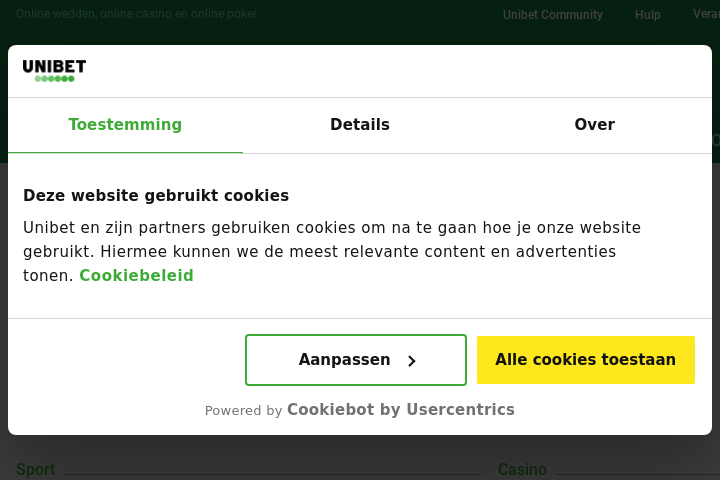 Online wedden, online casino en online poker
Unibet Community
Hulp
UNIBET
Toestemming
Details
Over
Deze website gebruikt cookies
Unibet en zijn partners gebruiken cookies om na te gaan hoe je onze website
gebruikt. Hiermee kunnen we de meest relevante content en advertenties
tonen. Cookiebeleid
Aanpassen
Alle cookies toestaan
Powered by Cookiebot by Usercentrics
Sport
Casino